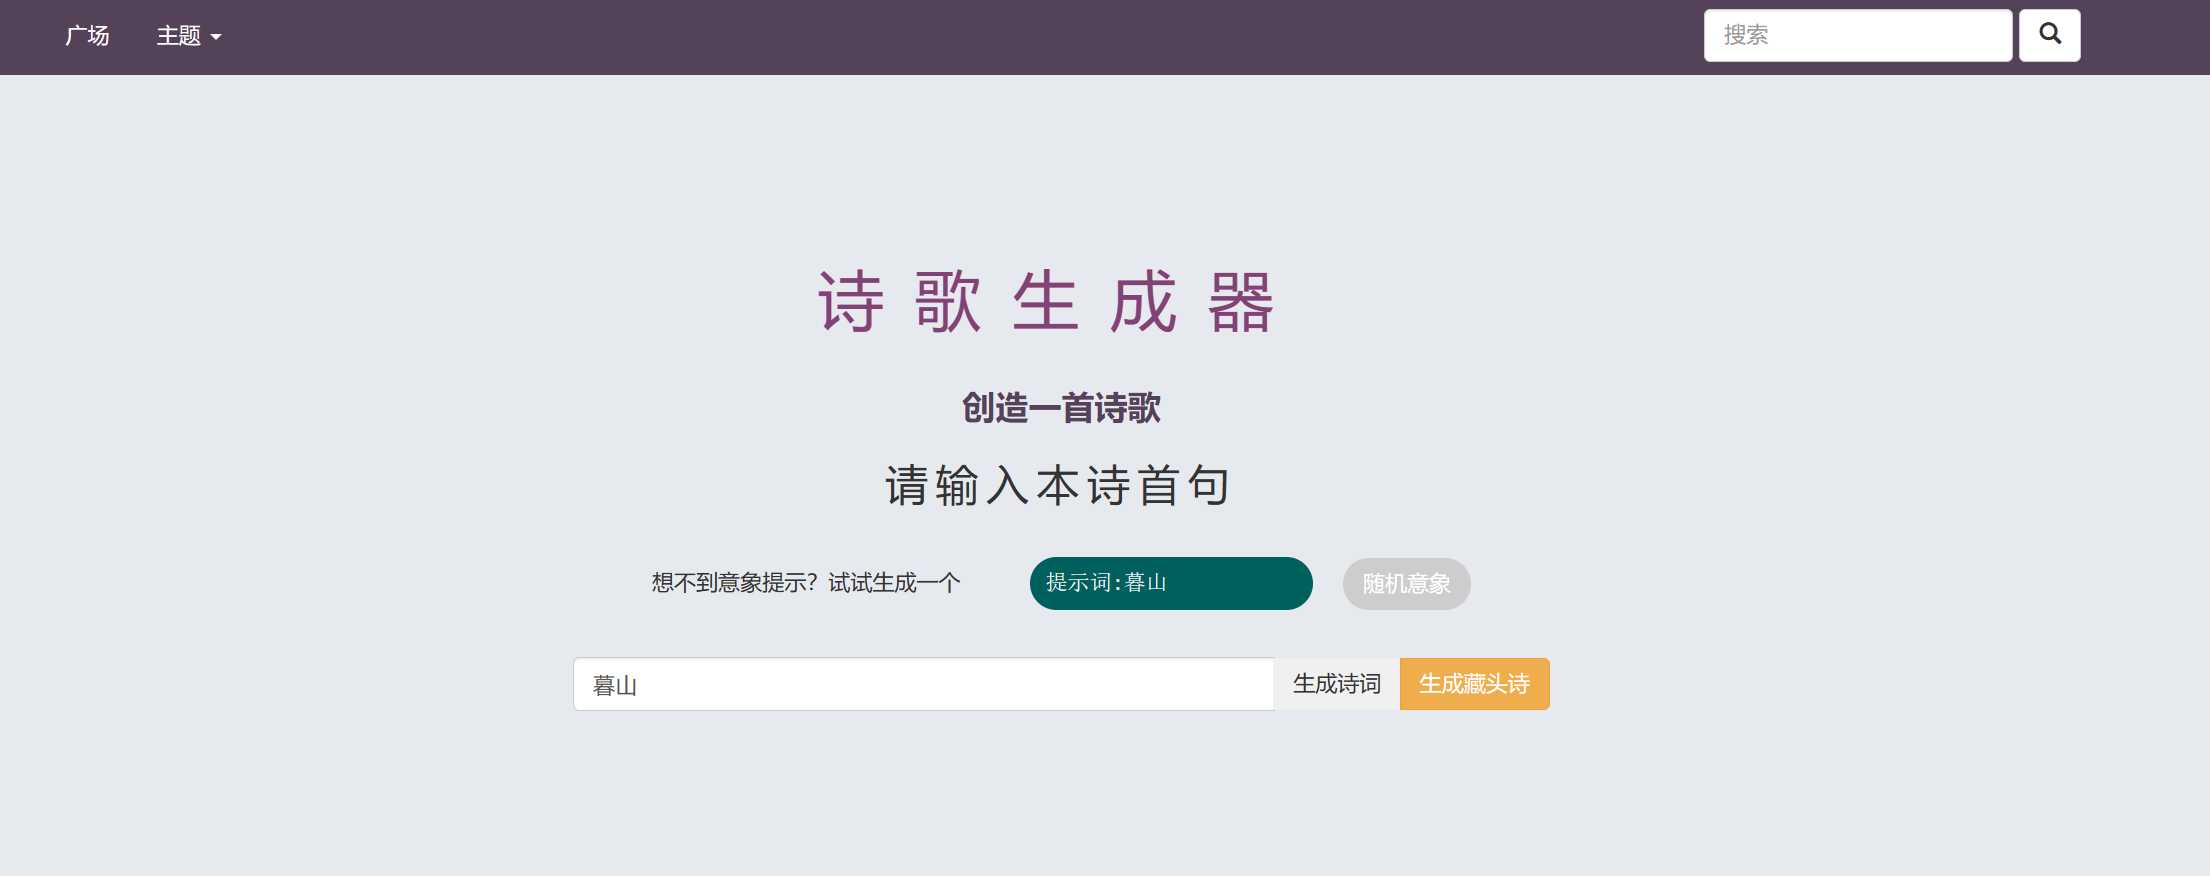 广场 主题 搜索
诗歌生成器
创造一首诗歌
请输入本诗首句
想不到意象提示？试试生成一个 提示词:暮山 随机意象
暮山 生成诗词 生成藏头诗